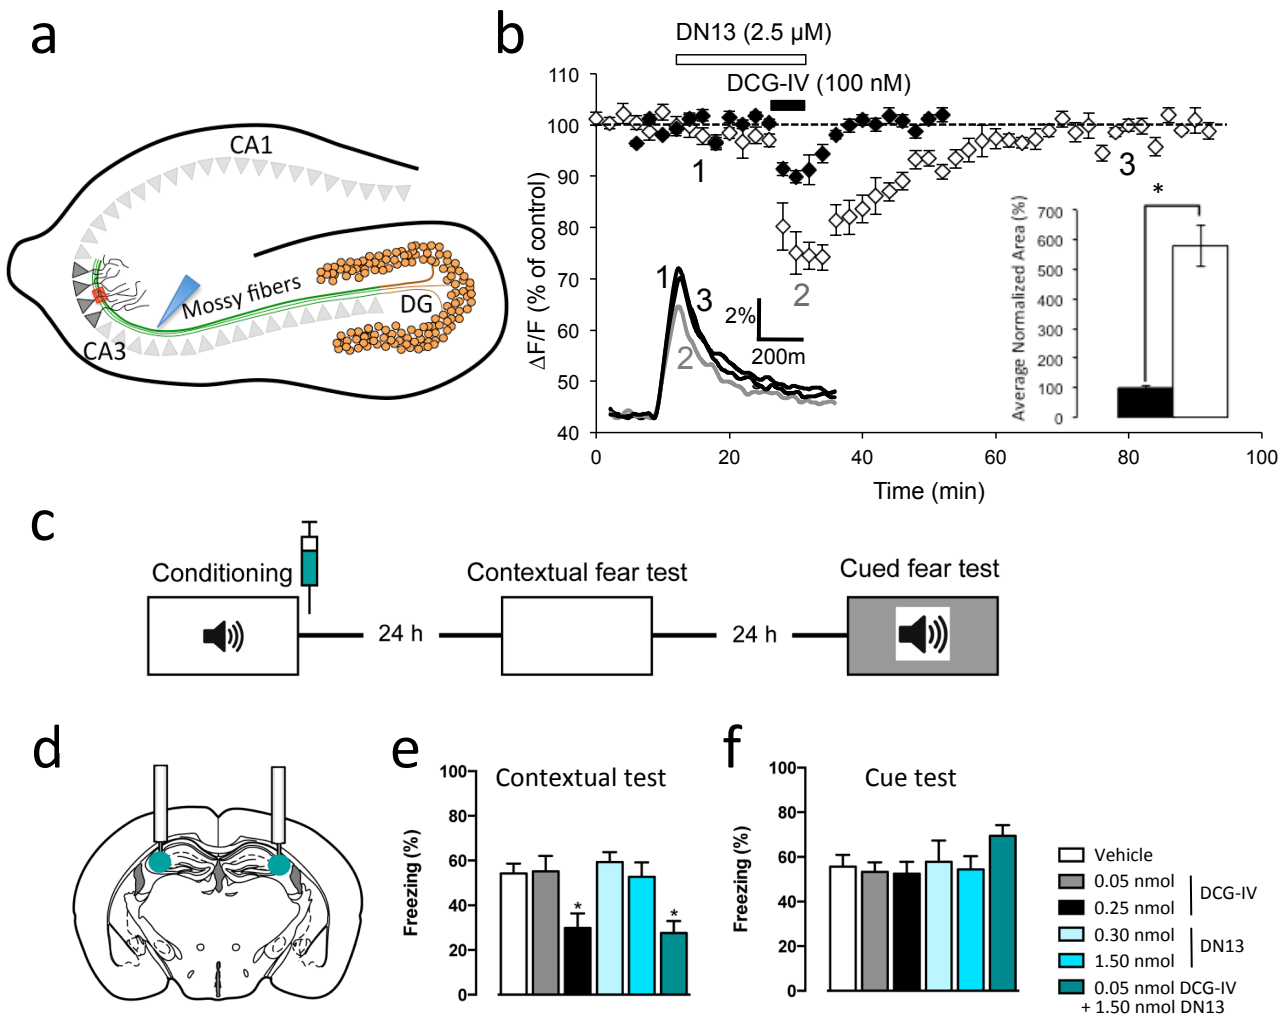 a
CA1
Mossy fibers
DG
CA3
b
DN13 (2.5 µM)
DCG-IV (100 nM)
110
100
90
80
70
60
50
40
ΔF/F (% of control)
0
20
40
60
80
100
Time (min)
1
2
3
1
3
2
2%
200m
*
Average Normalized Area (%)
700
600
500
400
300
200
100
0
c
Conditioning
Contextual fear test
Cued fear test
24 h
24 h
d
e
Contextual test
Freezing (%)
100
80
60
40
20
0
*
*
f
Cue test
Freezing (%)
100
80
60
40
20
0
Vehicle
0.05 nmol
0.25 nmol
DCG-IV
0.30 nmol
1.50 nmol
DN13
0.05 nmol DCG-IV
+ 1.50 nmol DN13